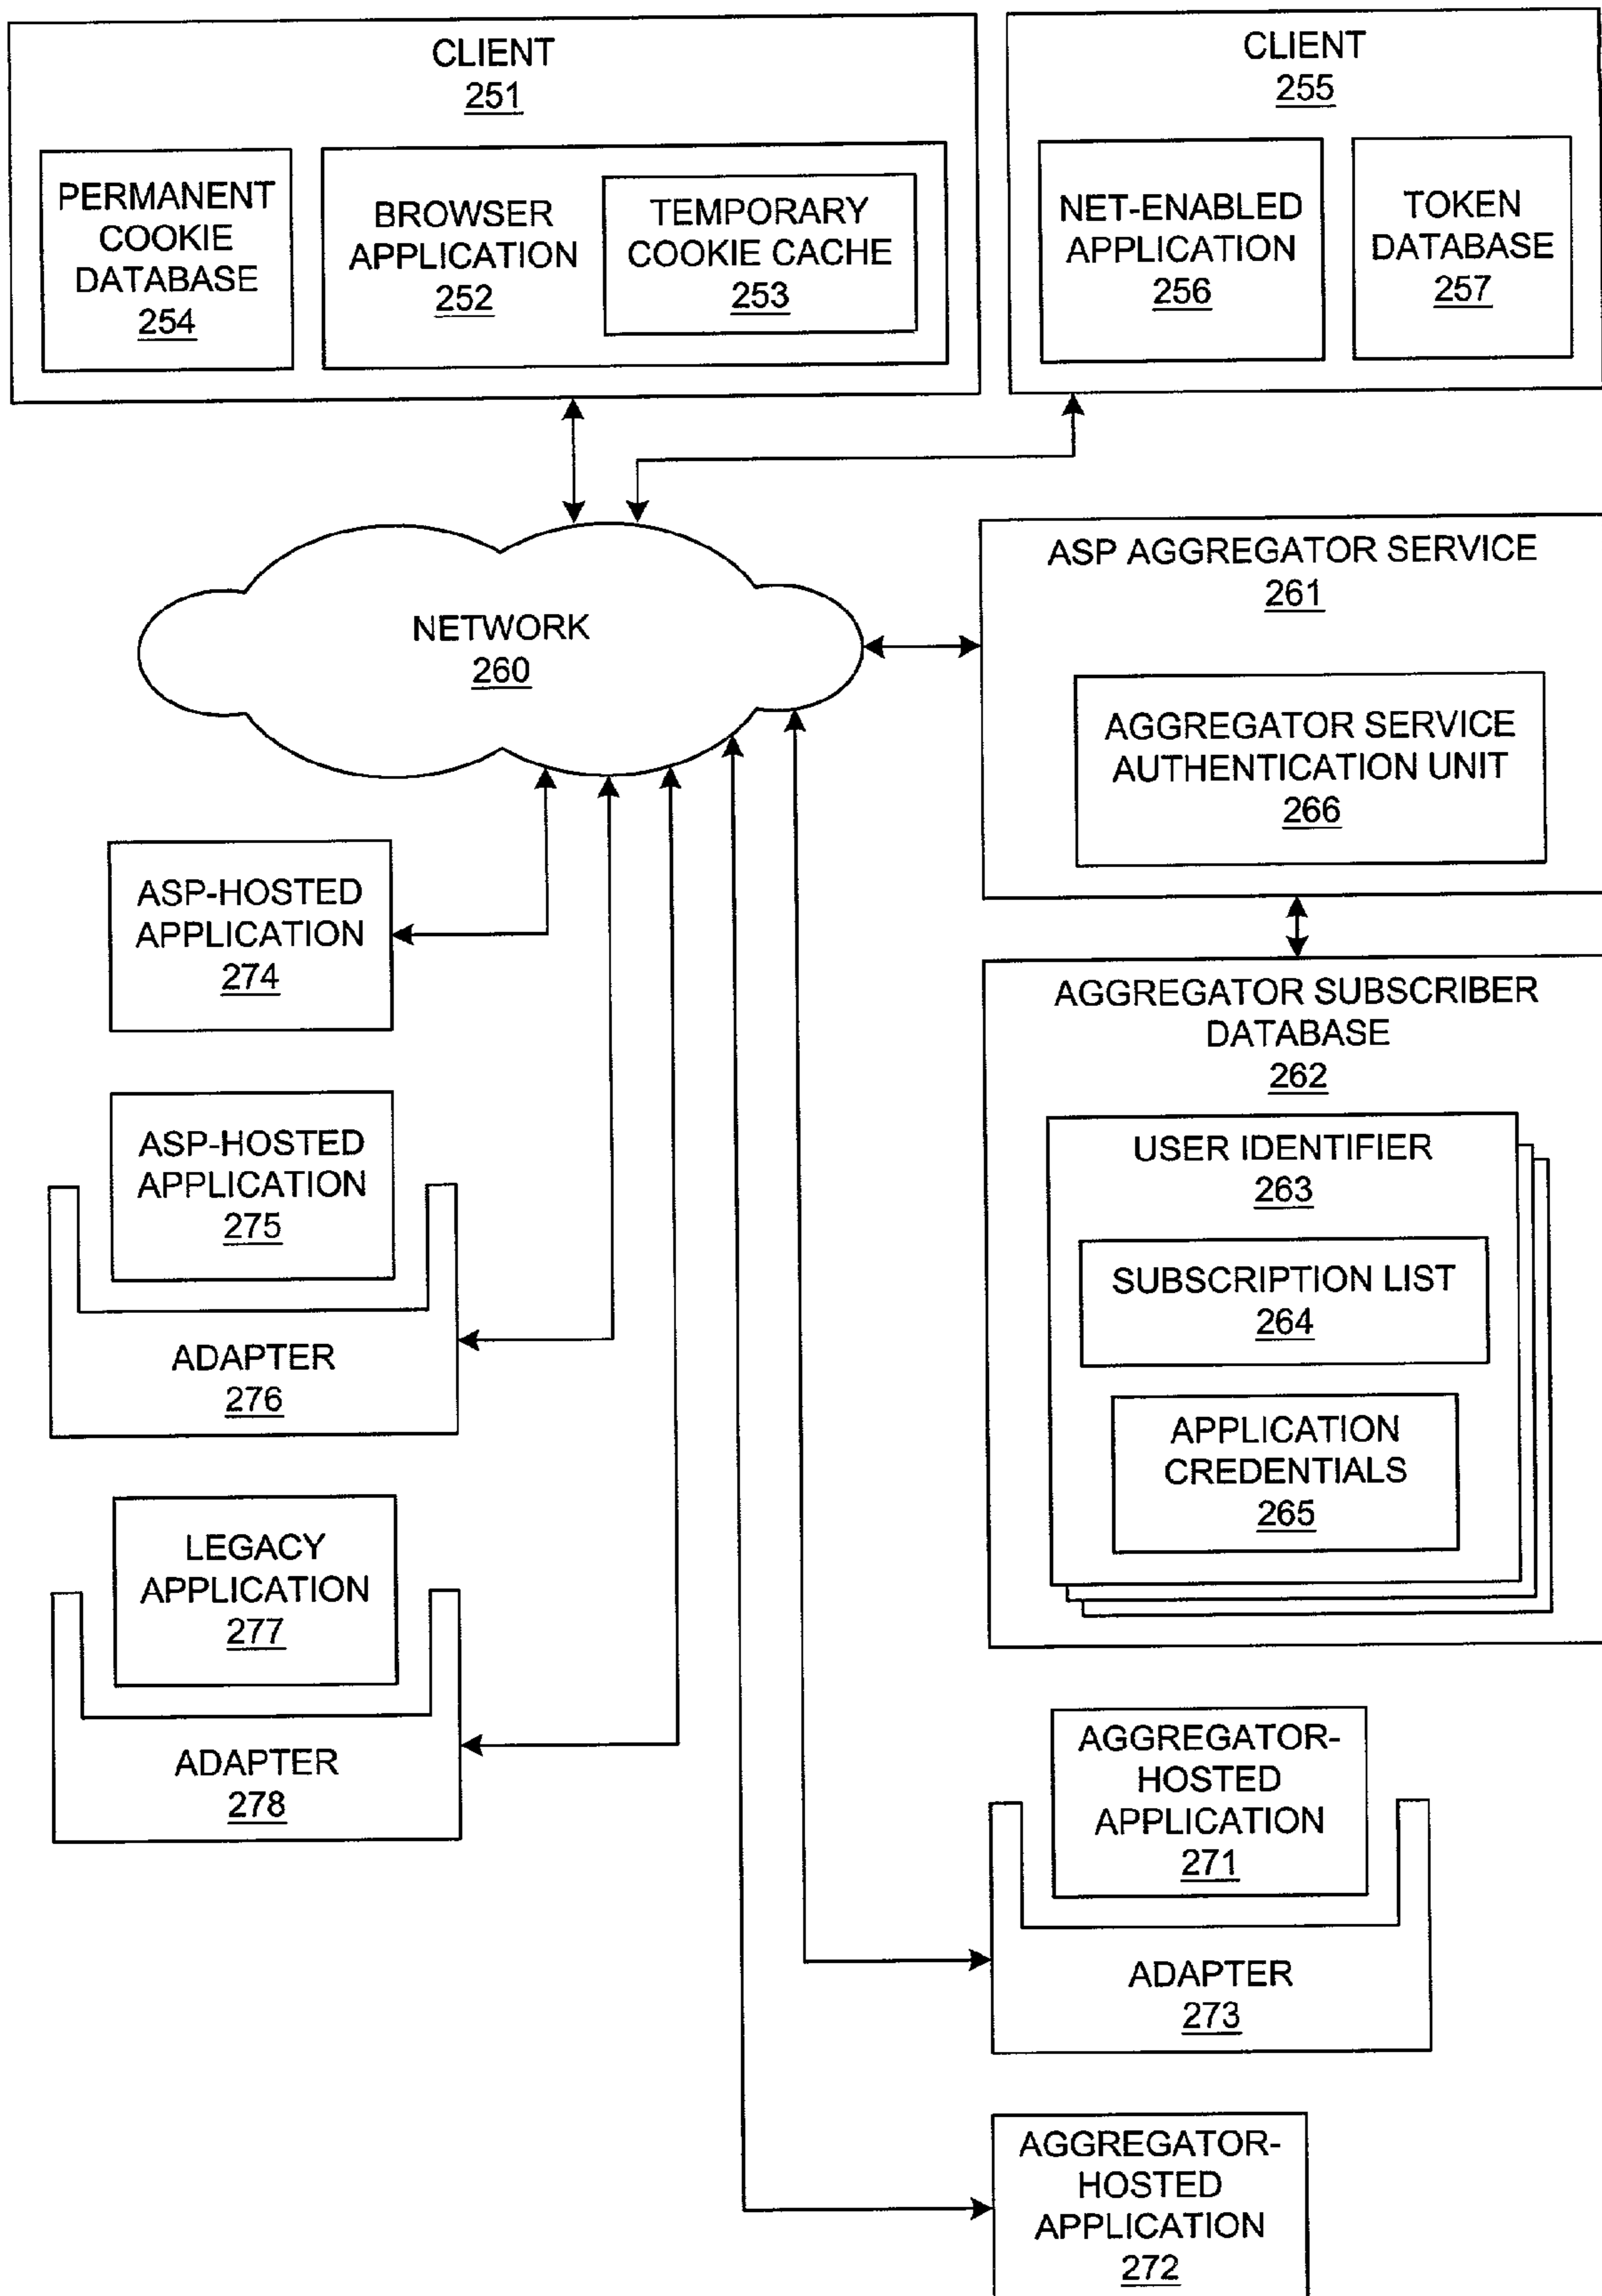 CLIENT
251
PERMANENT
COOKIE
DATABASE
254
BROWSER
APPLICATION
252
TEMPORARY
COOKIE CACHE
253
CLIENT
255
NET-ENABLED
APPLICATION
256
TOKEN
DATABASE
257
NETWORK
260
ASP AGGREGATOR SERVICE
261
AGGREGATOR SERVICE
AUTHENTICATION UNIT
266
ASP-HOSTED
APPLICATION
274
ASP-HOSTED
APPLICATION
275
ADAPTER
276
LEGACY
APPLICATION
277
ADAPTER
278
AGGREGATOR SUBSCRIBER
DATABASE
262
USER IDENTIFIER
263
SUBSCRIPTION LIST
264
APPLICATION
CREDENTIALS
265
AGGREGATOR-
HOSTED
APPLICATION
271
ADAPTER
273
AGGREGATOR-
HOSTED
APPLICATION
272